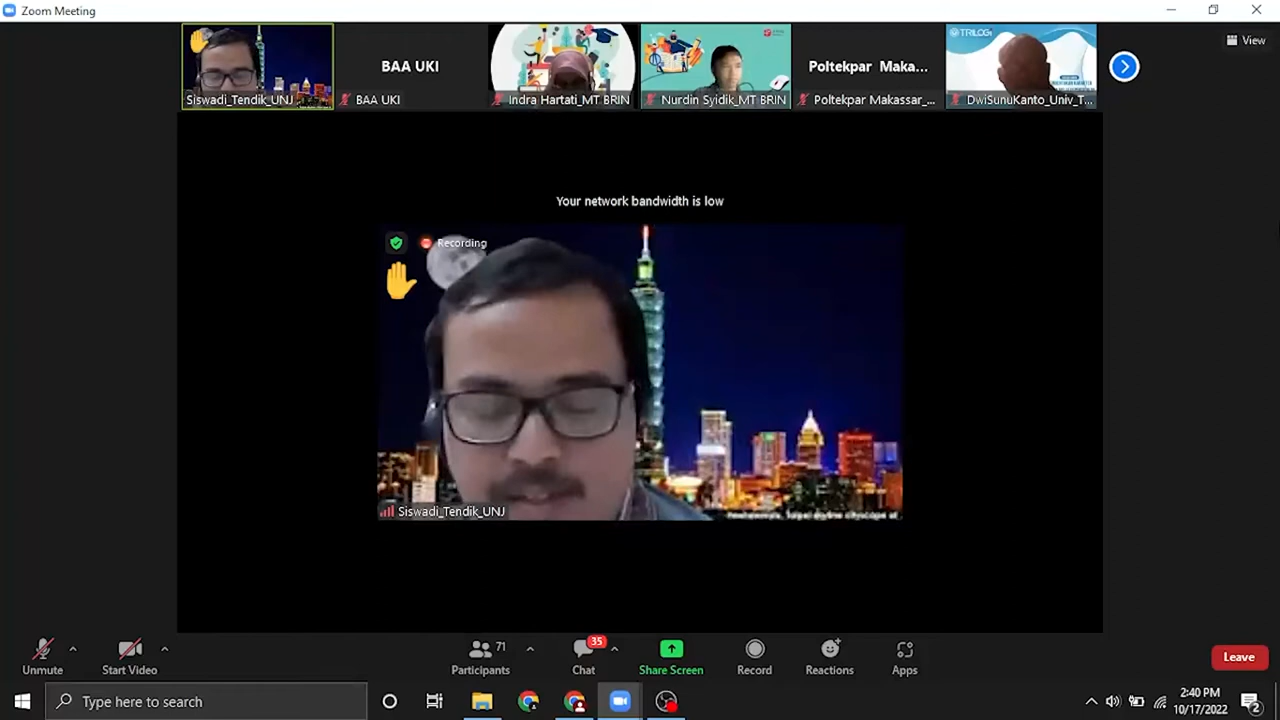 Zoom Meeting
View
Siswadi_Tendik_UNJ
BAA UKI
BAA UKI
Indra Hartati_MT BRIN
Nurdin Syidik_MT BRIN
Poltekpar Maka...
Poltekpar Makassar_...
TRILOGI
DwiSunuKanto_Univ_T...
Your network bandwidth is low
Recording
Siswadi_Tendik_UNJ
Unmute
Start Video
71
Participants
35
Chat
Share Screen
Record
Reactions
Apps
Leave
Type here to search
2:40 PM
10/17/2022
2